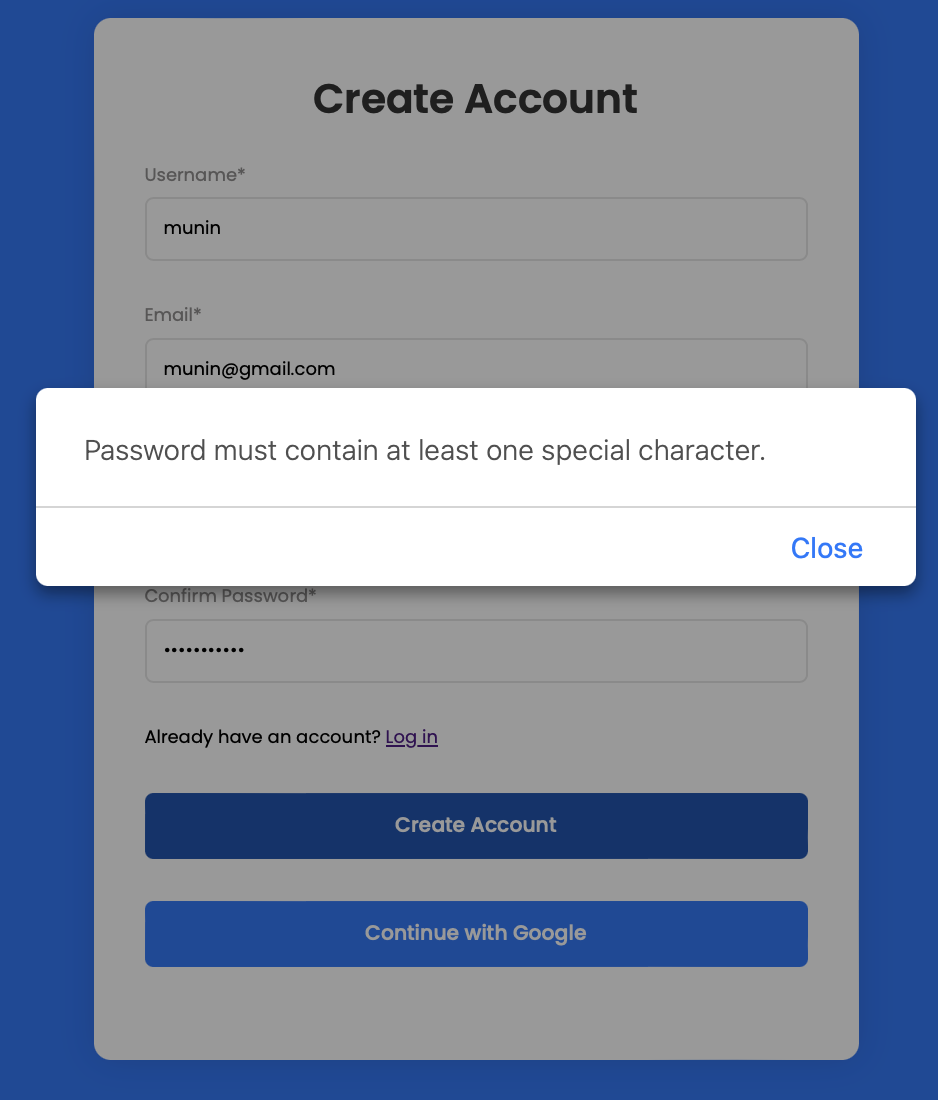 Create Account
Username*
munin
Email*
munin@gmail.com
Password must contain at least one special character.
Close
Confirm Password*
•••••••••••
Already have an account? Log in
Create Account
Continue with Google